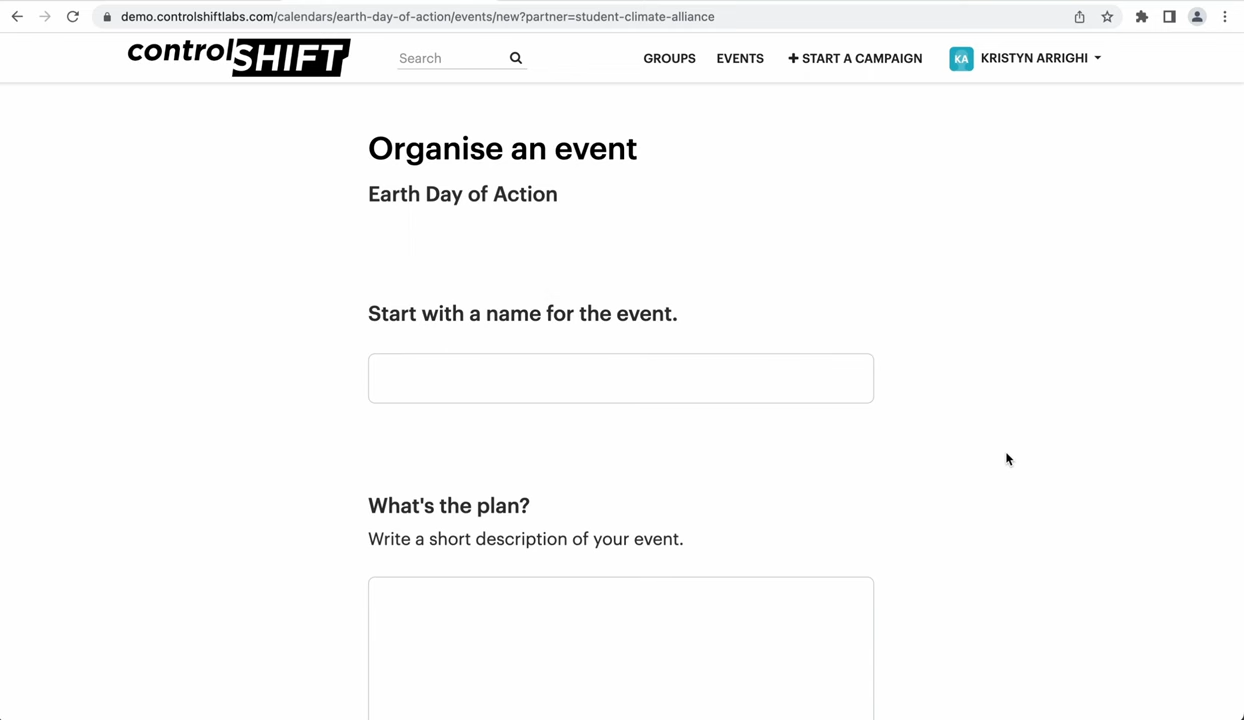 demo.controlshiftlabs.com/calendars/earth-day-of-action/events/new?partner=student-climate-alliance
controlSHIFT
Search
GROUPS
EVENTS
+ START A CAMPAIGN
KA
KRISTYN ARRIGHI
Organise an event
Earth Day of Action
Start with a name for the event.
What's the plan?
Write a short description of your event.